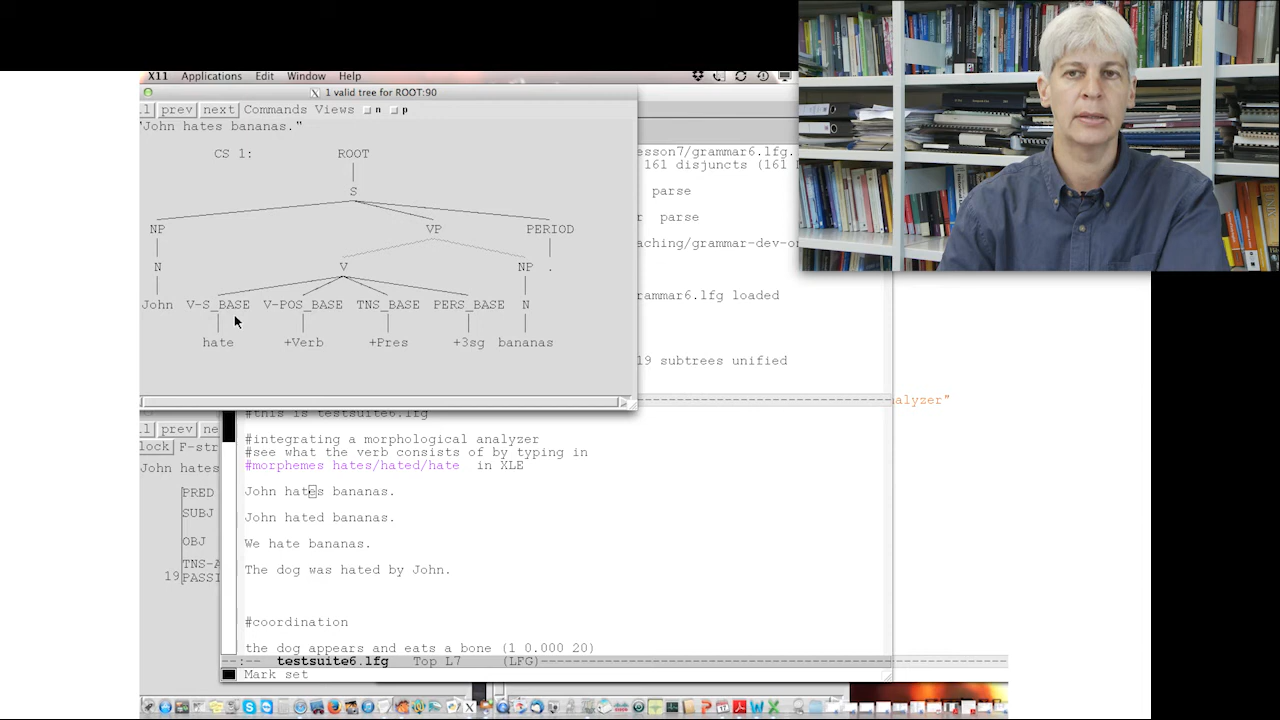 X11 Applications Edit Window Help
1 valid tree for ROOT:90
prev next Commands Views n p
"John hates bananas."
CS 1: ROOT
S
NP VP PERIOD
N V NP .
John V-S_BASE V-POS_BASE TNS_BASE PERS_BASE N
hate +Verb +Pres +3sg bananas
esson7/grammar6.lfg.
161 disjuncts (161
parse
r parse
aching/grammar-dev-o
rammar6.lfg loaded
19 subtrees unified
alyzer"
prev ne
lock F-str
John hates
PRED
SUBJ
OBJ
TNS-A
19 PASSI
#this is testsuite6.lfg
#integrating a morphological analyzer
#see what the verb consists of by typing in
#morphemes hates/hated/hate in XLE
John hates bananas.
John hated bananas.
We hate bananas.
The dog was hated by John.
#coordination
the dog appears and eats a bone (1 0.000 20)
--:-- testsuite6.lfg Top L7 (LFG)
Mark set